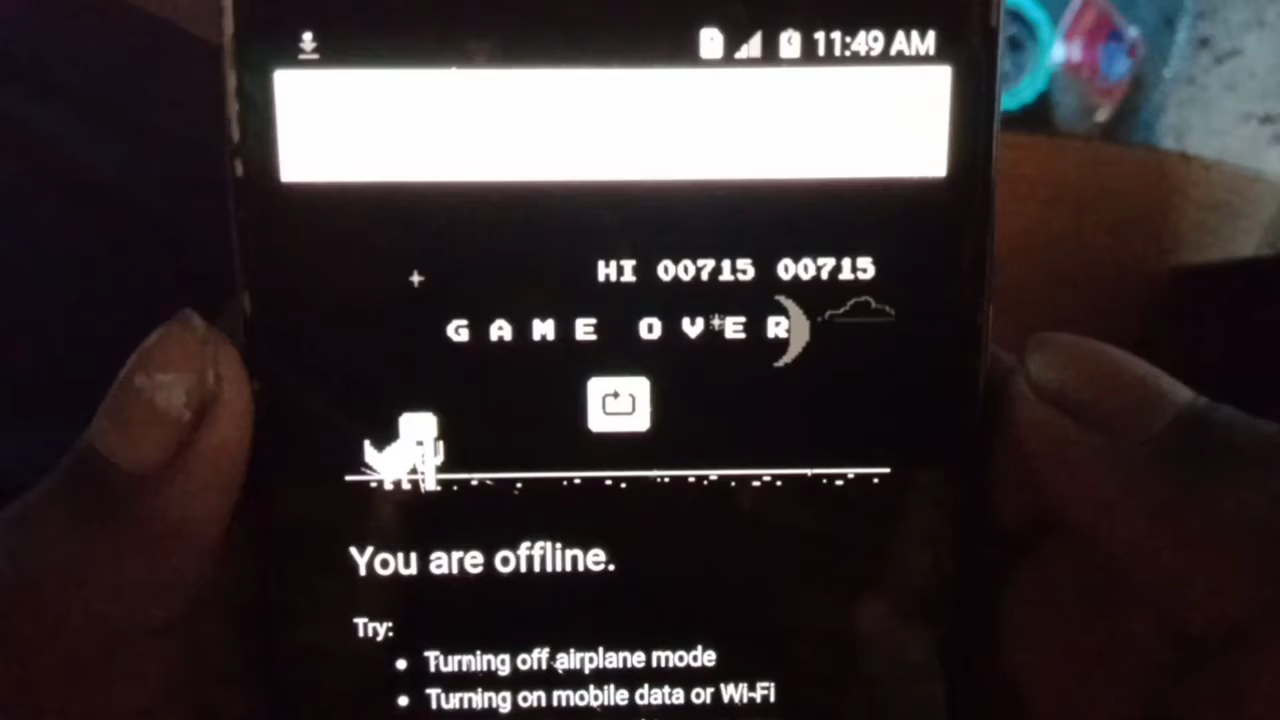 11:49 AM
HI 00715 00715
GAME OVER
You are offline.
Try:
• Turning off airplane mode
• Turning on mobile data or Wi-Fi